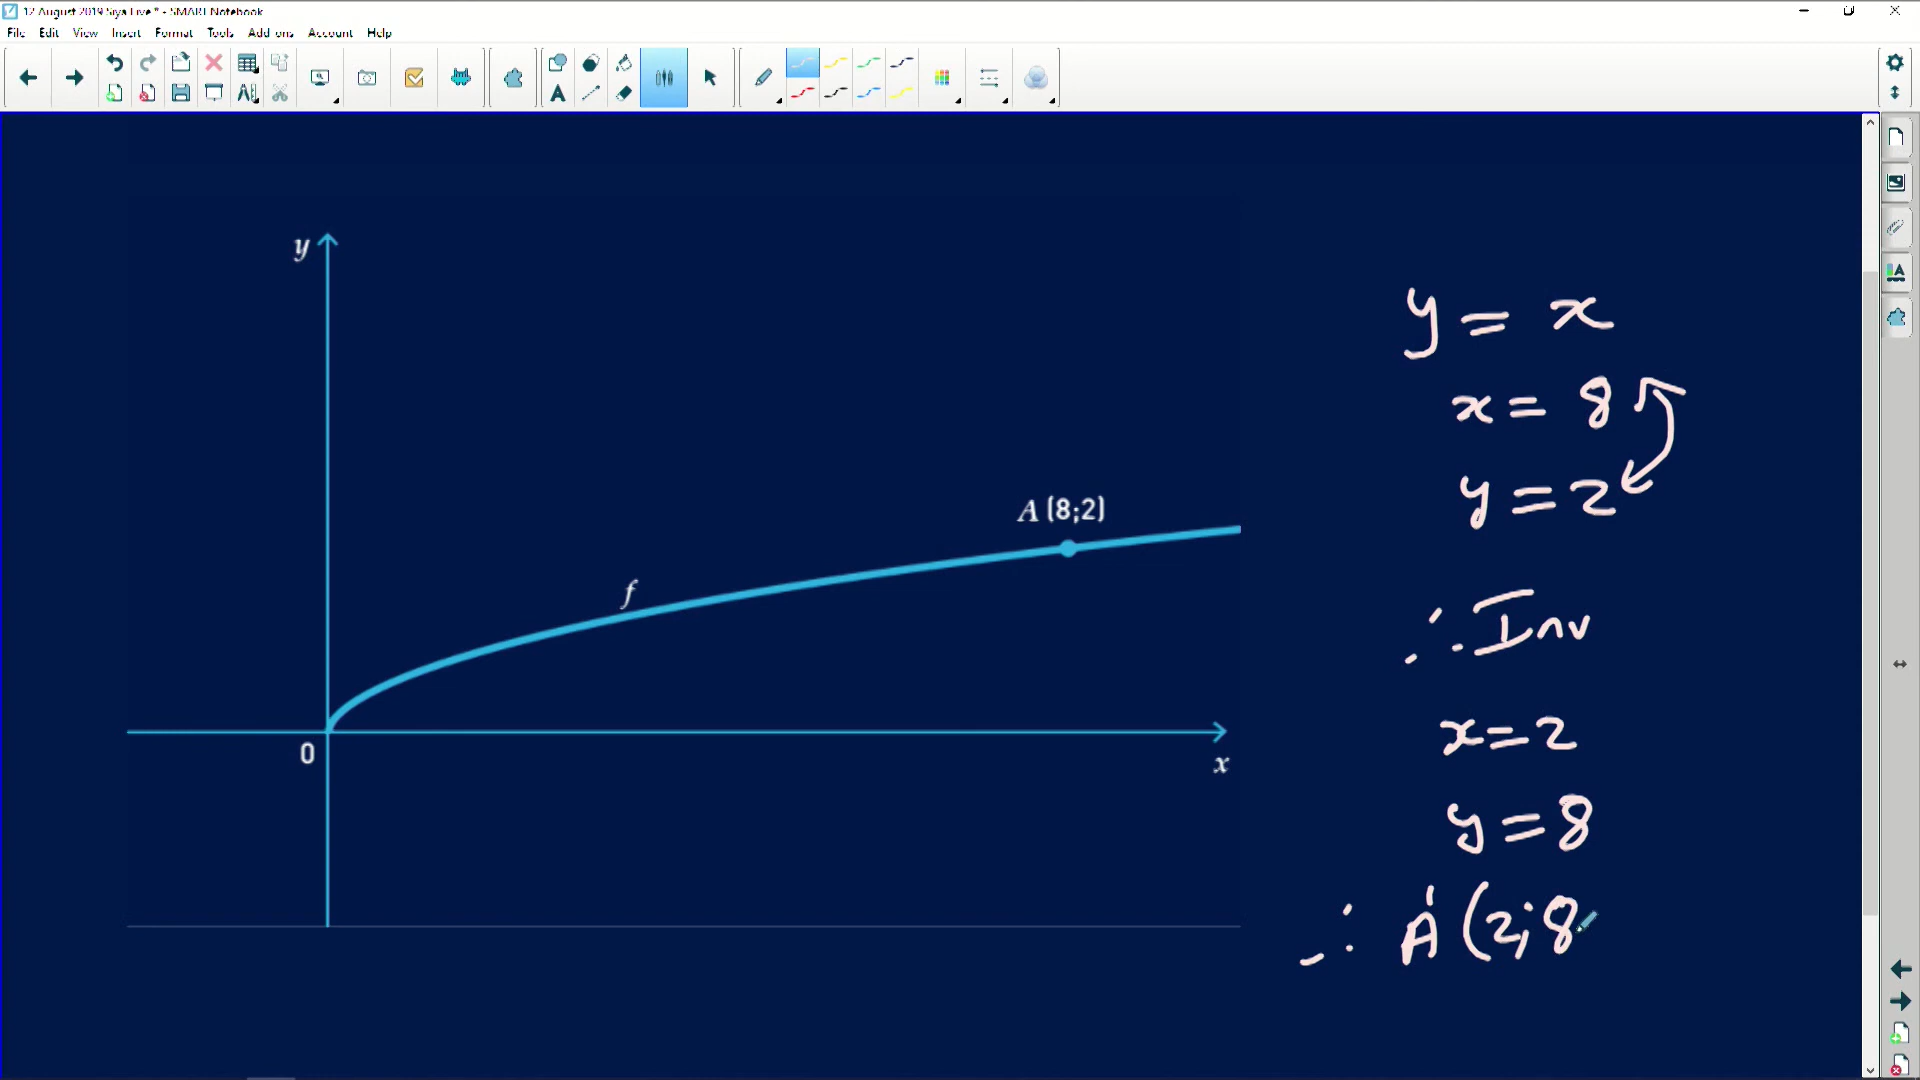 12 August 2019 Siya Live * - SMART Notebook
File Edit View Insert Format Tools Add-ons Account Help
y
A (8;2)
f
0
x
y = x
x = 8
y = 2
∴ Inv
x = 2
y = 8
∴ A' (2;8